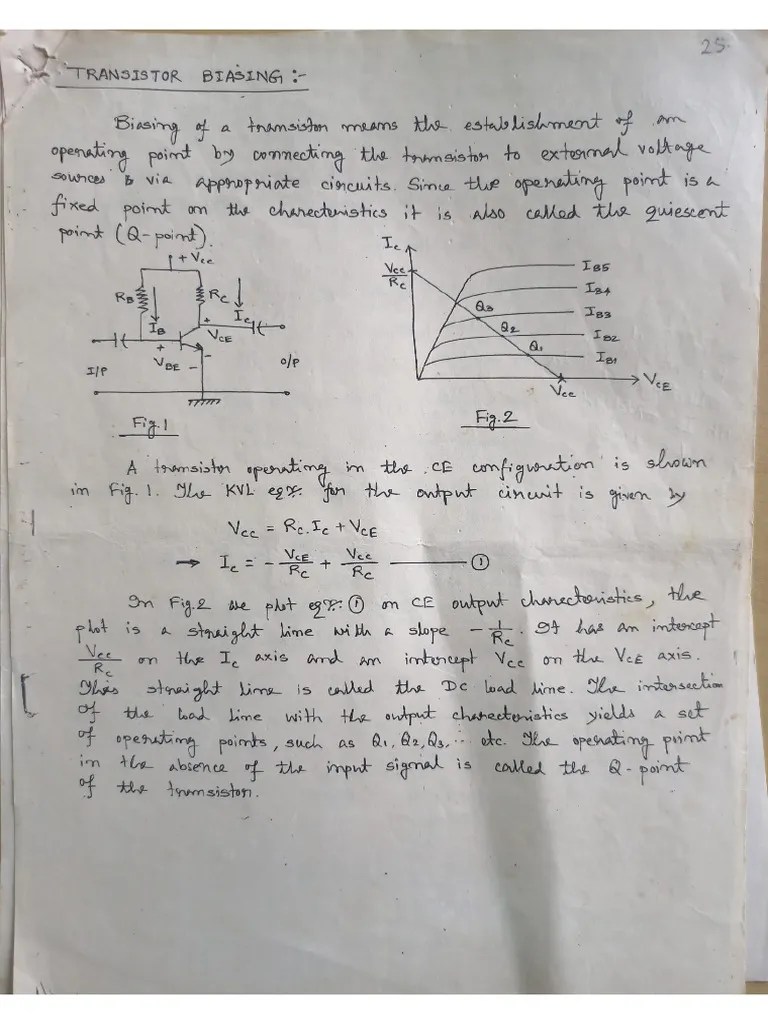 25.
TRANSISTOR BIASING :-
Biasing of a transistor means the establishment of an
operating point by connecting the transistor to external voltage
sources & via appropriate circuits. Since the operating point is a
fixed point on the charecteristics it is also called the quiescent
point (Q-point).
+Vcc
RB
RC
IB
Ic
+
VCE
+
VBE
-
-
I/P
O/P
Fig.1
Ic
Vcc
Rc
IB5
IB4
IB3
IB2
IB1
Q3
Q2
Q1
Vcc
VCE
Fig.2
A transistor operating in the CE configuration is shown
in Fig.1. The KVL eqn: for the output circuit is given by
Vcc = Rc.Ic + VCE
→ Ic = - VCE/Rc + Vcc/Rc ——— ①
In Fig.2 we plot eqn: ① on CE output charecteristics, the
plot is a straight line with a slope - 1/Rc. It has an intercept
Vcc/Rc on the Ic axis and an intercept Vcc on the VCE axis.
This straight line is called the DC load line. The intersection
of the load line with the output charecteristics yields a set
of operating points, such as Q1, Q2, Q3, ... etc. The operating point
in the absence of the input signal is called the Q-point
of the transistor.